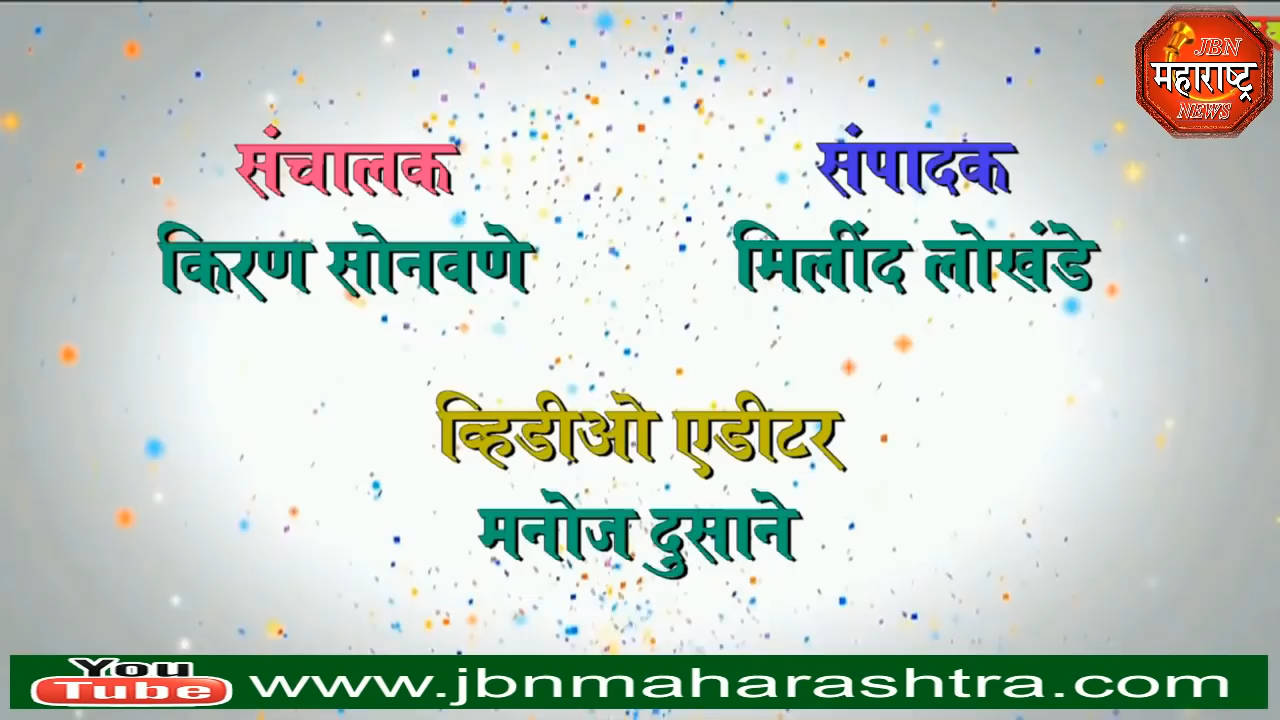 JBN
महाराष्ट्र
NEWS
संचालक
संपादक
किरण सोनवणे
मिलींद लोखंडे
व्हिडीओ एडीटर
मनोज दुसाने
You
Tube
www.jbnmaharashtra.com